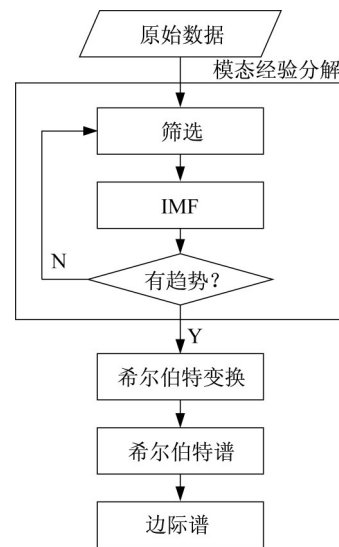 原始数据
模态经验分解
筛选
IMF
N
有趋势?
Y
希尔伯特变换
希尔伯特谱
边际谱